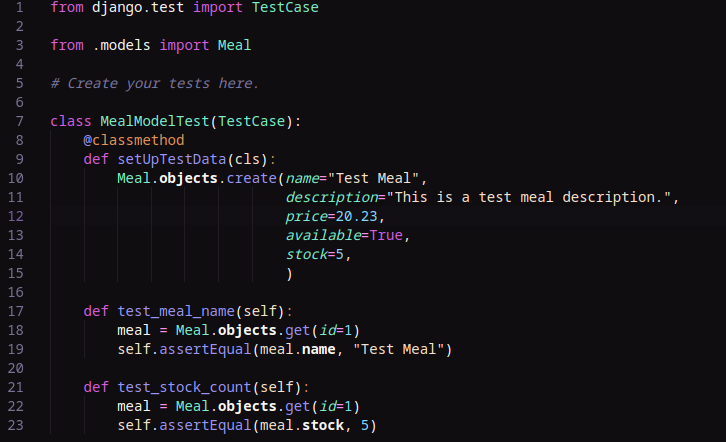 1 from django.test import TestCase
2
3 from .models import Meal
4
5 # Create your tests here.
6
7 class MealModelTest(TestCase):
8     @classmethod
9     def setUpTestData(cls):
10         Meal.objects.create(name="Test Meal",
11                             description="This is a test meal description.",
12                             price=20.23,
13                             available=True,
14                             stock=5,
15                             )
16
17     def test_meal_name(self):
18         meal = Meal.objects.get(id=1)
19         self.assertEqual(meal.name, "Test Meal")
20
21     def test_stock_count(self):
22         meal = Meal.objects.get(id=1)
23         self.assertEqual(meal.stock, 5)